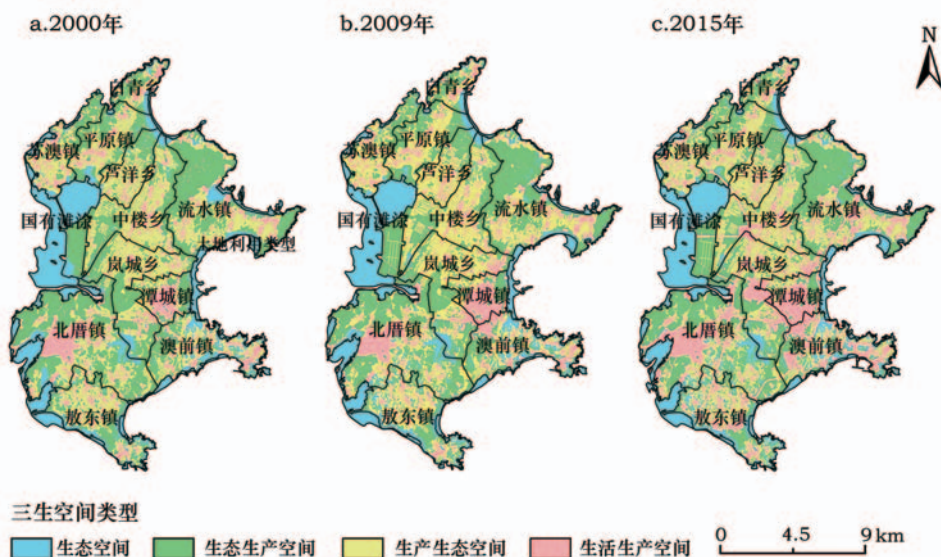 a.2000年
b.2009年
c.2015年
N
白青乡
平原镇
苏澳镇
芦洋乡
国有滩涂
中楼乡
流水镇
土地利用类型
岚城乡
潭城镇
北厝镇
澳前镇
敖东镇
白青乡
平原镇
苏澳镇
芦洋乡
国有滩涂
中楼乡
流水镇
岚城乡
潭城镇
北厝镇
澳前镇
敖东镇
白青乡
平原镇
苏澳镇
芦洋乡
国有滩涂
中楼乡
流水镇
岚城乡
潭城镇
北厝镇
澳前镇
敖东镇
三生空间类型
生态空间
生态生产空间
生产生态空间
生活生产空间
0 4.5 9 km